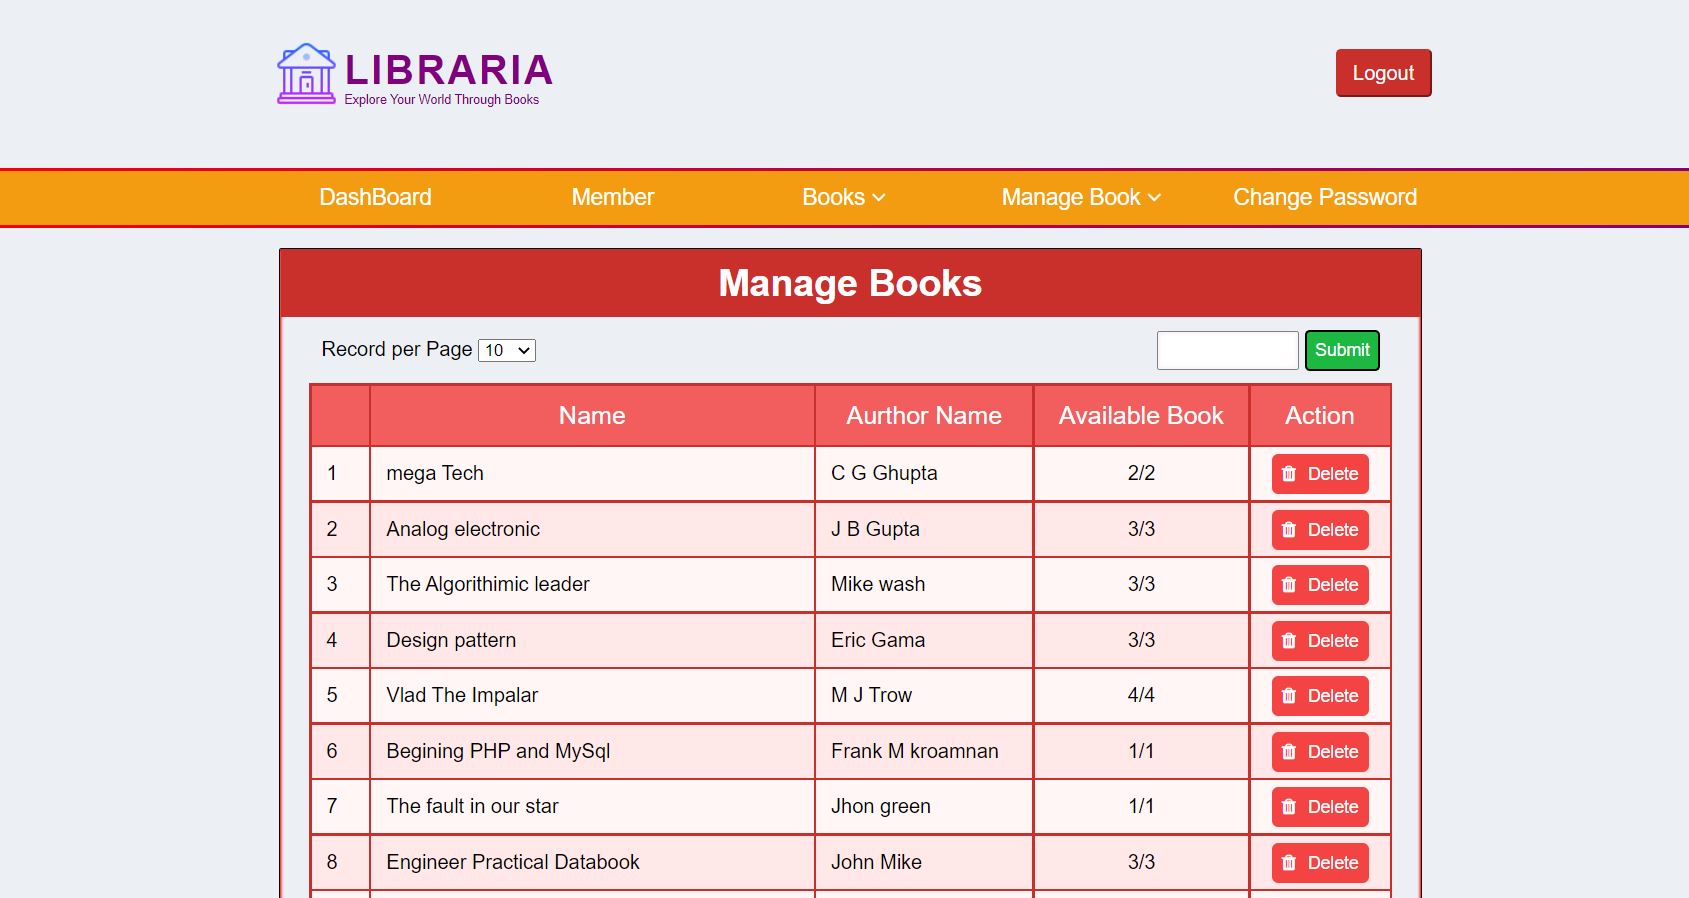 LIBRARIA
Explore Your World Through Books
Logout
DashBoard Member Books Manage Book Change Password
Manage Books
Record per Page 10 Submit
Name Aurthor Name Available Book Action
1 mega Tech C G Ghupta 2/2 Delete
2 Analog electronic J B Gupta 3/3 Delete
3 The Algorithimic leader Mike wash 3/3 Delete
4 Design pattern Eric Gama 3/3 Delete
5 Vlad The Impalar M J Trow 4/4 Delete
6 Begining PHP and MySql Frank M kroamnan 1/1 Delete
7 The fault in our star Jhon green 1/1 Delete
8 Engineer Practical Databook John Mike 3/3 Delete